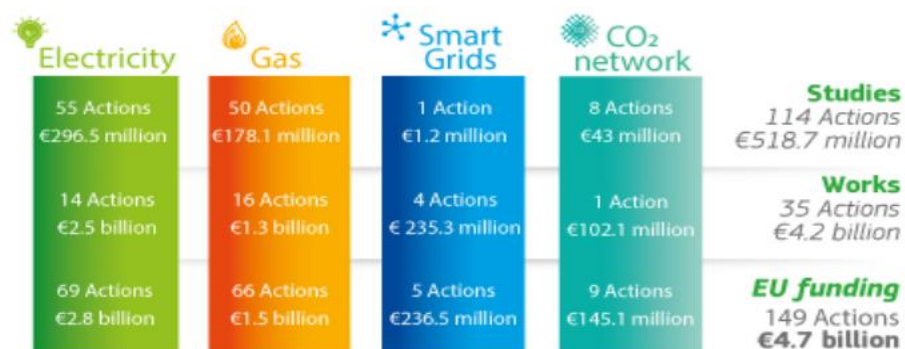 Electricity
Gas
Smart
Grids
CO₂
network
55 Actions
€296.5 million
50 Actions
€178.1 million
1 Action
€1.2 million
8 Actions
€43 million
Studies
114 Actions
€518.7 million
14 Actions
€2.5 billion
16 Actions
€1.3 billion
4 Actions
€ 235.3 million
1 Action
€102.1 million
Works
35 Actions
€4.2 billion
69 Actions
€2.8 billion
66 Actions
€1.5 billion
5 Actions
€236.5 million
9 Actions
€145.1 million
EU funding
149 Actions
€4.7 billion